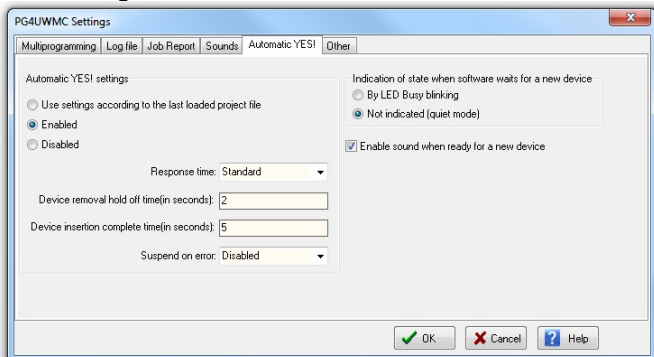 PG4UWMC Settings
Multiprogramming Log file Job Report Sounds Automatic YES! Other
Automatic YES! settings
Use settings according to the last loaded project file
Enabled
Disabled
Response time: Standard
Device removal hold off time(in seconds): 2
Device insertion complete time(in seconds): 5
Suspend on error: Disabled
Indication of state when software waits for a new device
By LED Busy blinking
Not indicated (quiet mode)
Enable sound when ready for a new device
OK Cancel Help